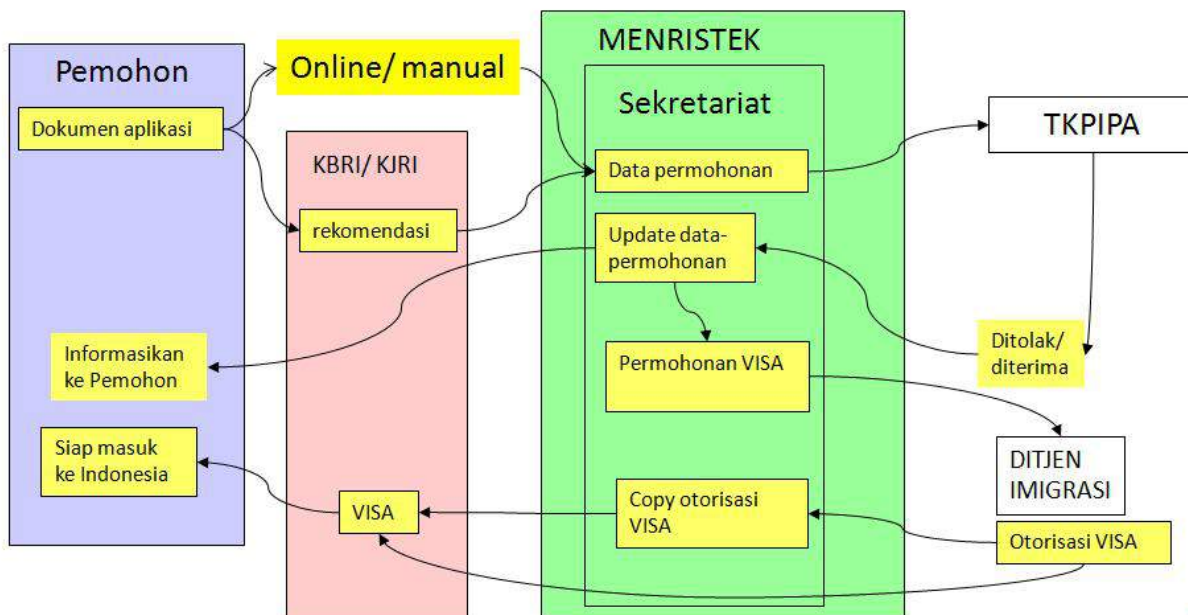 Pemohon
Dokumen aplikasi
Informasikan
ke Pemohon
Siap masuk
ke Indonesia
Online/ manual
KBRI/ KJRI
rekomendasi
VISA
MENRISTEK
Sekretariat
Data permohonan
Update data-
permohonan
Permohonan VISA
Copy otorisasi
VISA
TKPIPA
Ditolak/
diterima
DITJEN
IMIGRASI
Otorisasi VISA